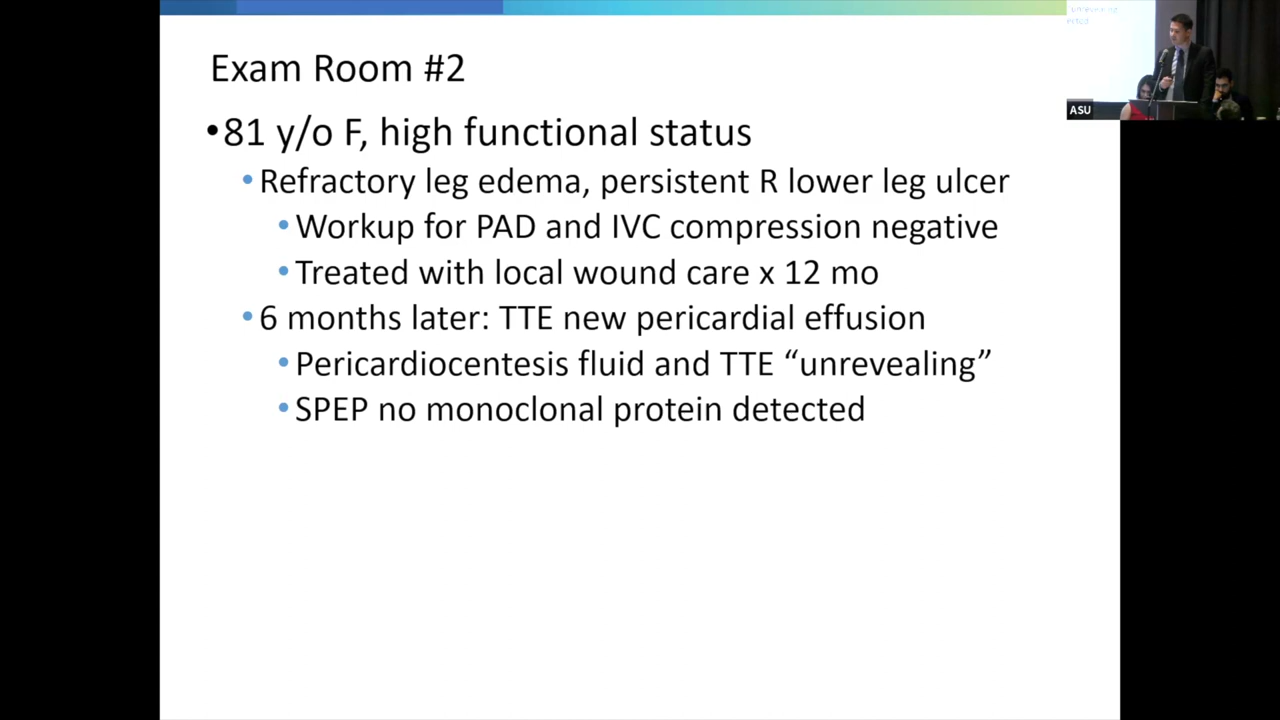 Exam Room #2
•81 y/o F, high functional status
•Refractory leg edema, persistent R lower leg ulcer
•Workup for PAD and IVC compression negative
•Treated with local wound care x 12 mo
•6 months later: TTE new pericardial effusion
•Pericardiocentesis fluid and TTE “unrevealing”
•SPEP no monoclonal protein detected
ASU